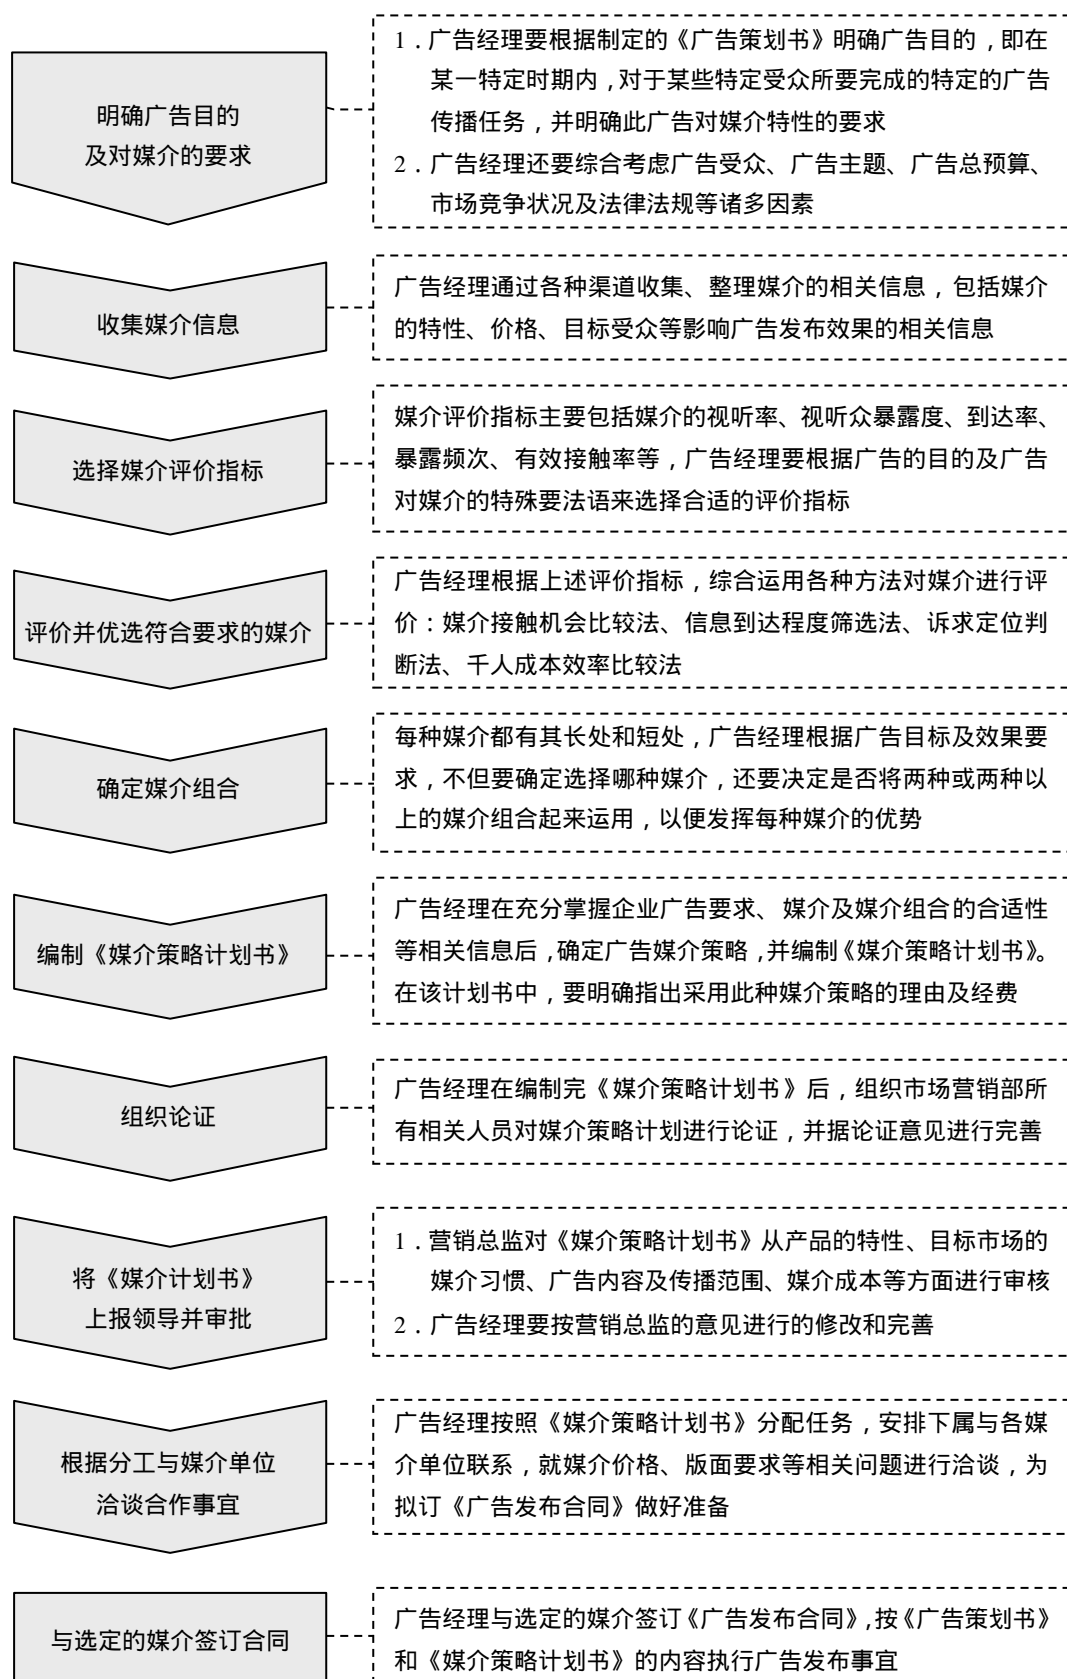 明确广告目的
及对媒介的要求
1．广告经理要根据制定的《广告策划书》明确广告目的，即在
某一特定时期内，对于某些特定受众所要完成的特定的广告
传播任务，并明确此广告对媒介特性的要求
2．广告经理还要综合考虑广告受众、广告主题、广告总预算、
市场竞争状况及法律法规等诸多因素
收集媒介信息
广告经理通过各种渠道收集、整理媒介的相关信息，包括媒介
的特性、价格、目标受众等影响广告发布效果的相关信息
选择媒介评价指标
媒介评价指标主要包括媒介的视听率、视听众暴露度、到达率、
暴露频次、有效接触率等，广告经理要根据广告的目的及广告
对媒介的特殊要法语来选择合适的评价指标
评价并优选符合要求的媒介
广告经理根据上述评价指标，综合运用各种方法对媒介进行评
价：媒介接触机会比较法、信息到达程度筛选法、诉求定位判
断法、千人成本效率比较法
确定媒介组合
每种媒介都有其长处和短处，广告经理根据广告目标及效果要
求，不但要确定选择哪种媒介，还要决定是否将两种或两种以
上的媒介组合起来运用，以便发挥每种媒介的优势
编制《媒介策略计划书》
广告经理在充分掌握企业广告要求、媒介及媒介组合的合适性
等相关信息后，确定广告媒介策略，并编制《媒介策略计划书》。
在该计划书中，要明确指出采用此种媒介策略的理由及经费
组织论证
广告经理在编制完《媒介策略计划书》后，组织市场营销部所
有相关人员对媒介策略计划进行论证，并据论证意见进行完善
将《媒介计划书》
上报领导并审批
1．营销总监对《媒介策略计划书》从产品的特性、目标市场的
媒介习惯、广告内容及传播范围、媒介成本等方面进行审核
2．广告经理要按营销总监的意见进行的修改和完善
根据分工与媒介单位
洽谈合作事宜
广告经理按照《媒介策略计划书》分配任务，安排下属与各媒
介单位联系，就媒介价格、版面要求等相关问题进行洽谈，为
拟订《广告发布合同》做好准备
与选定的媒介签订合同
广告经理与选定的媒介签订《广告发布合同》，按《广告策划书》
和《媒介策略计划书》的内容执行广告发布事宜